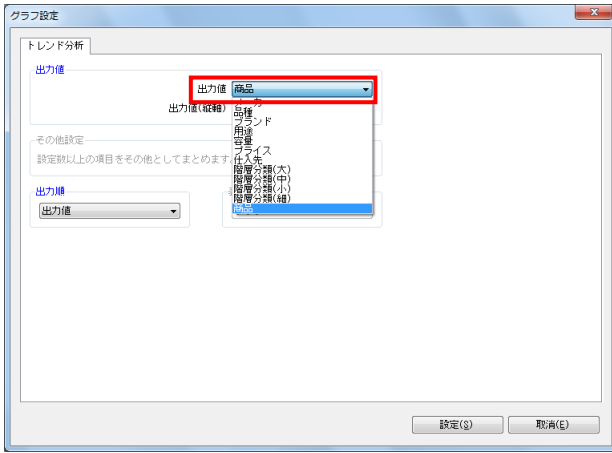 グラフ設定
トレンド分析
出力値
出力値 商品
出力値(縦軸)
品種
ブランド
用途
容量
プライス
仕入先
階層分類(大)
階層分類(中)
階層分類(小)
階層分類(細)
商品
その他設定
設定数以上の項目をその他としてまとめます
出力順
出力値
設定(S)
取消(E)